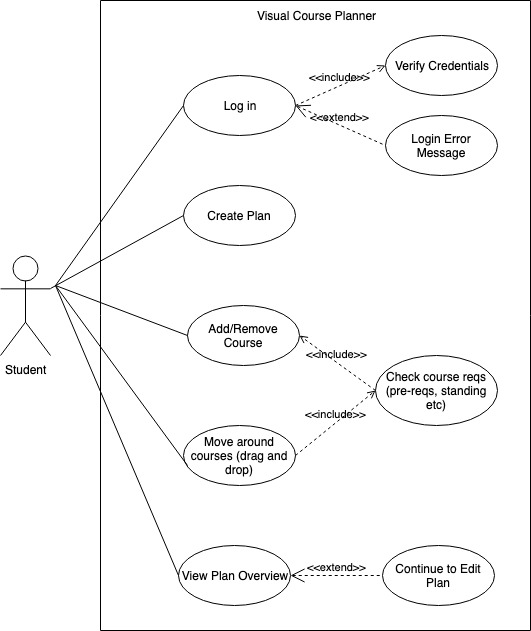 Visual Course Planner
Verify Credentials
<<include>>
Log in
<<extend>>
Login Error
Message
Create Plan
Student
Add/Remove
Course
<<include>>
Check course reqs
(pre-reqs, standing
etc)
<<include>>
Move around
courses (drag and
drop)
View Plan Overview
<<extend>>
Continue to Edit
Plan